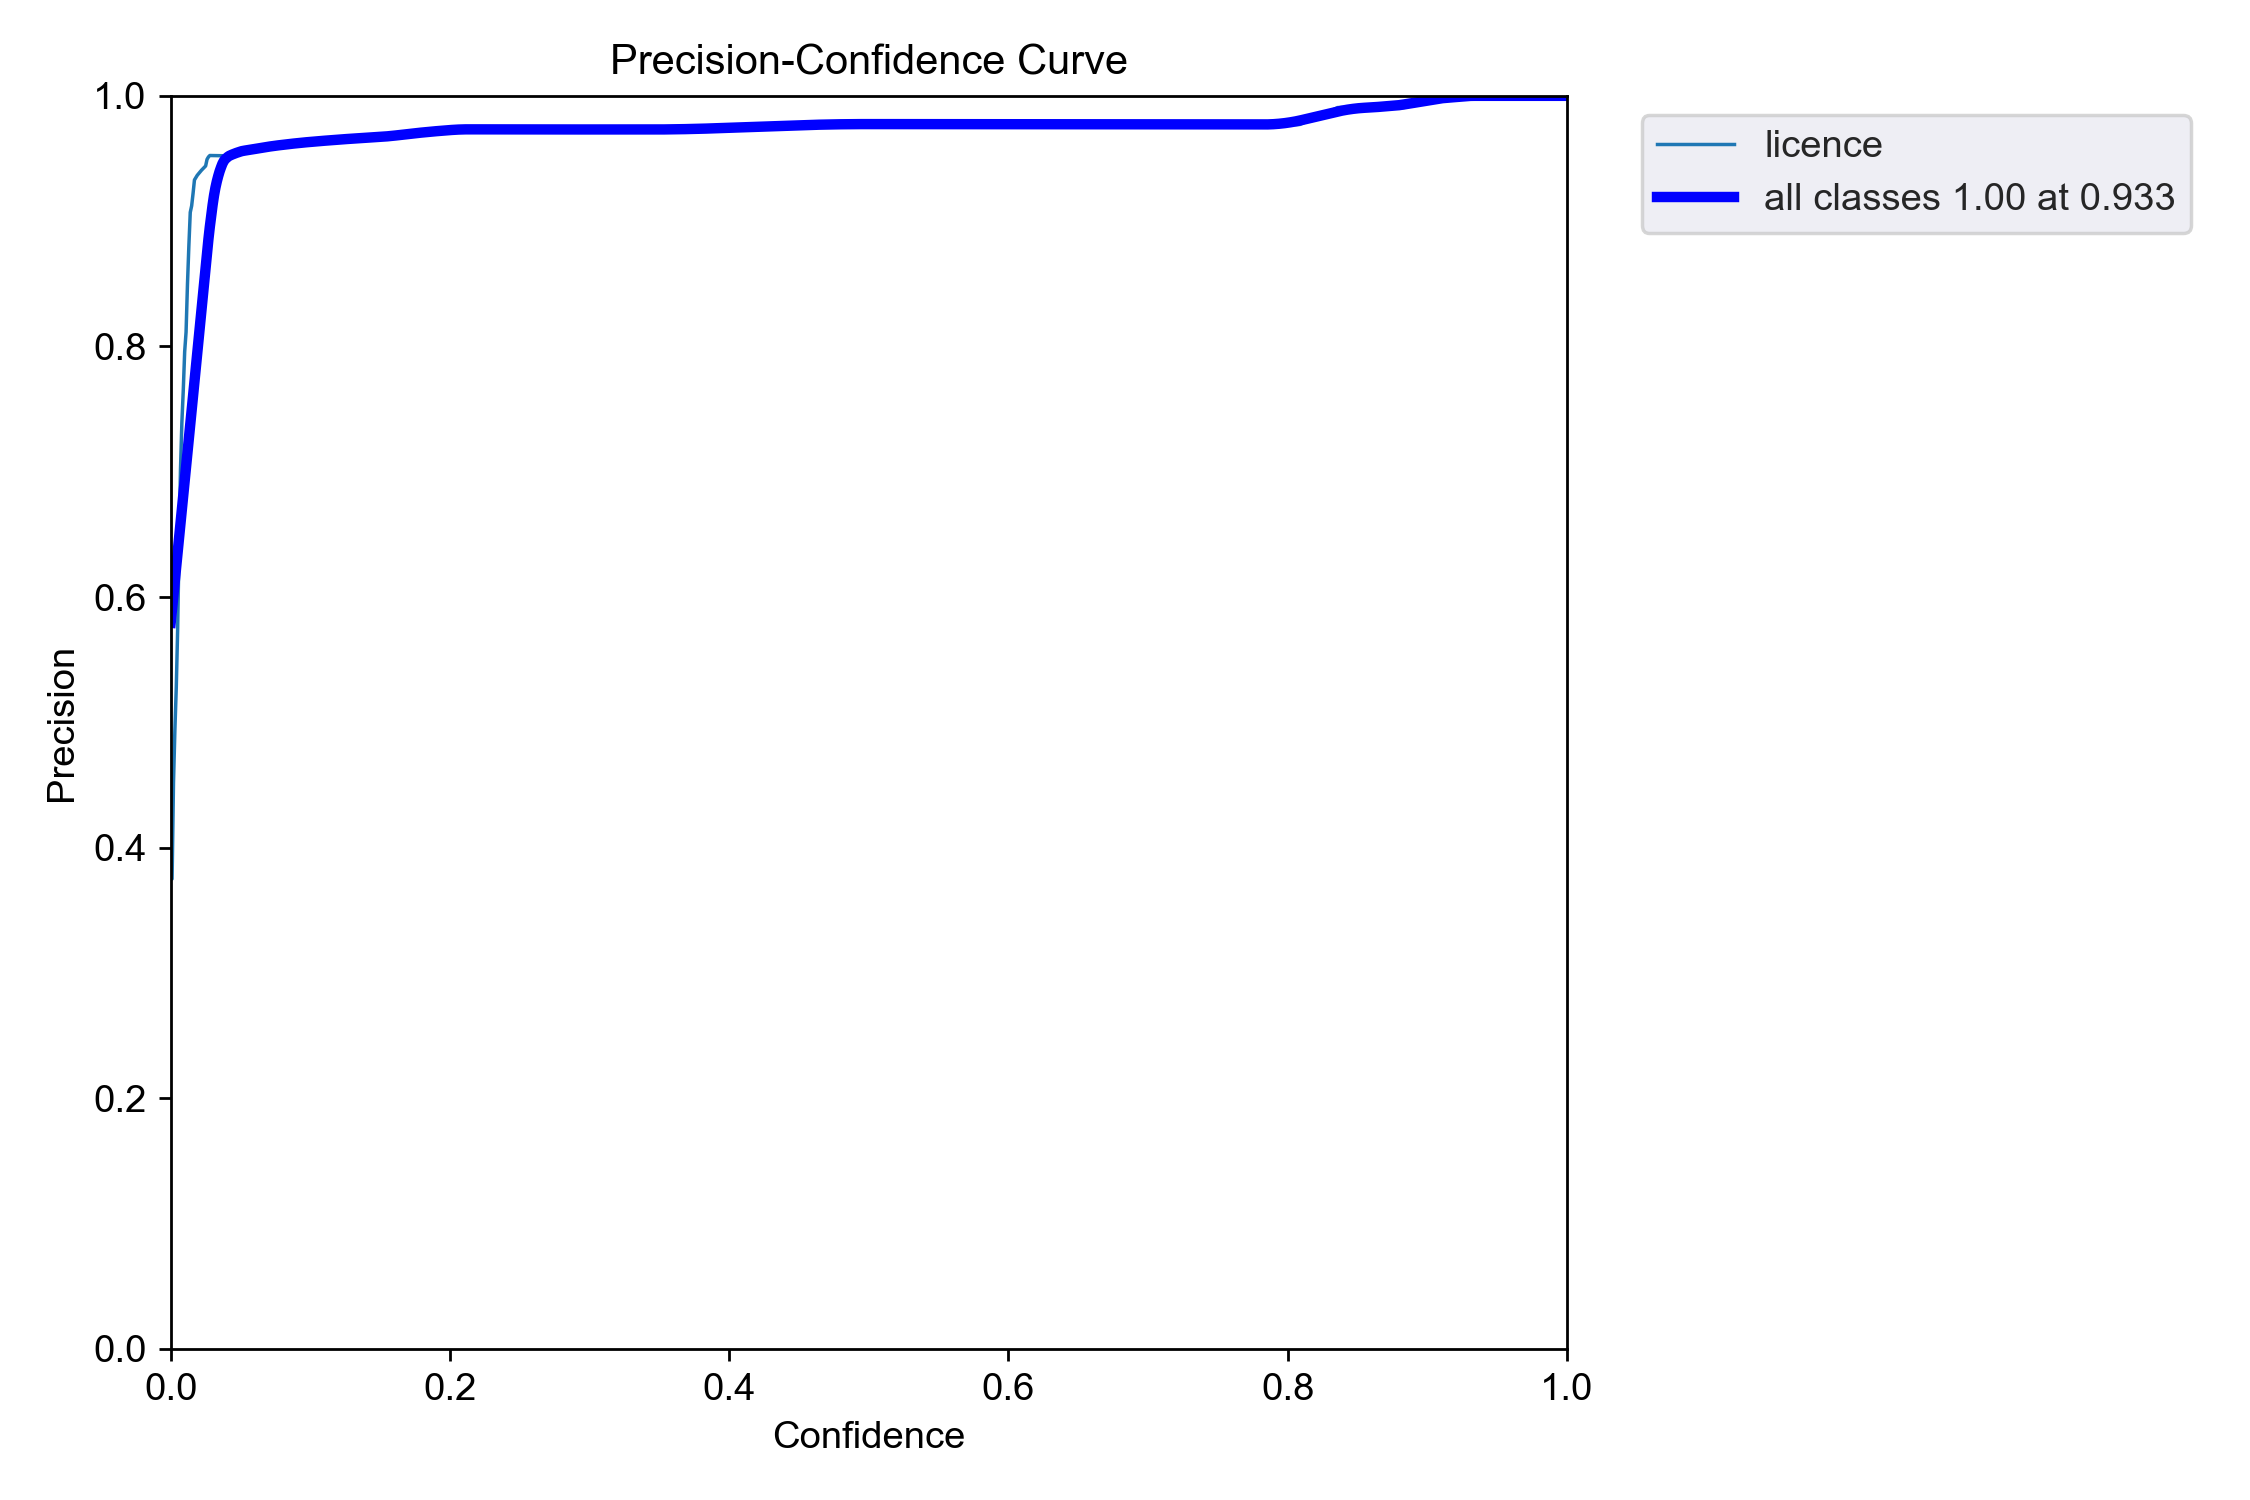 Precision-Confidence Curve
1.0
0.8
0.6
0.4
0.2
0.0
Precision
0.0 0.2 0.4 0.6 0.8 1.0
Confidence
licence
all classes 1.00 at 0.933